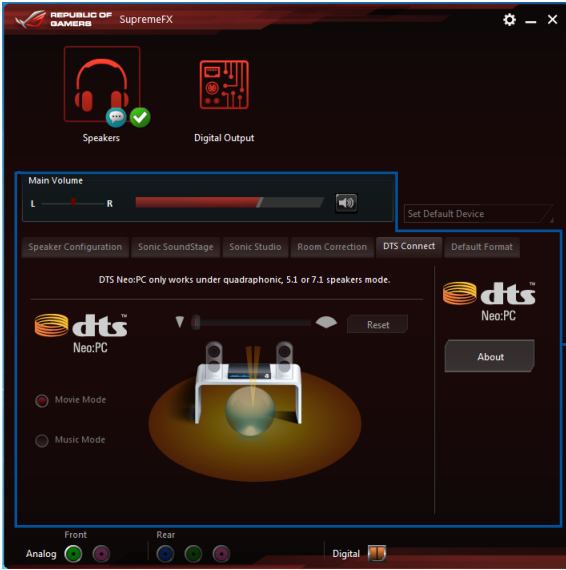 REPUBLIC OF
GAMERS
SupremeFX
Speakers
Digital Output
Main Volume
L
R
Set Default Device
Speaker Configuration
Sonic SoundStage
Sonic Studio
Room Correction
DTS Connect
Default Format
DTS Neo:PC only works under quadraphonic, 5.1 or 7.1 speakers mode.
dts™
Neo:PC
Reset
Movie Mode
Music Mode
dts™
Neo:PC
About
Front
Rear
Analog
Digital